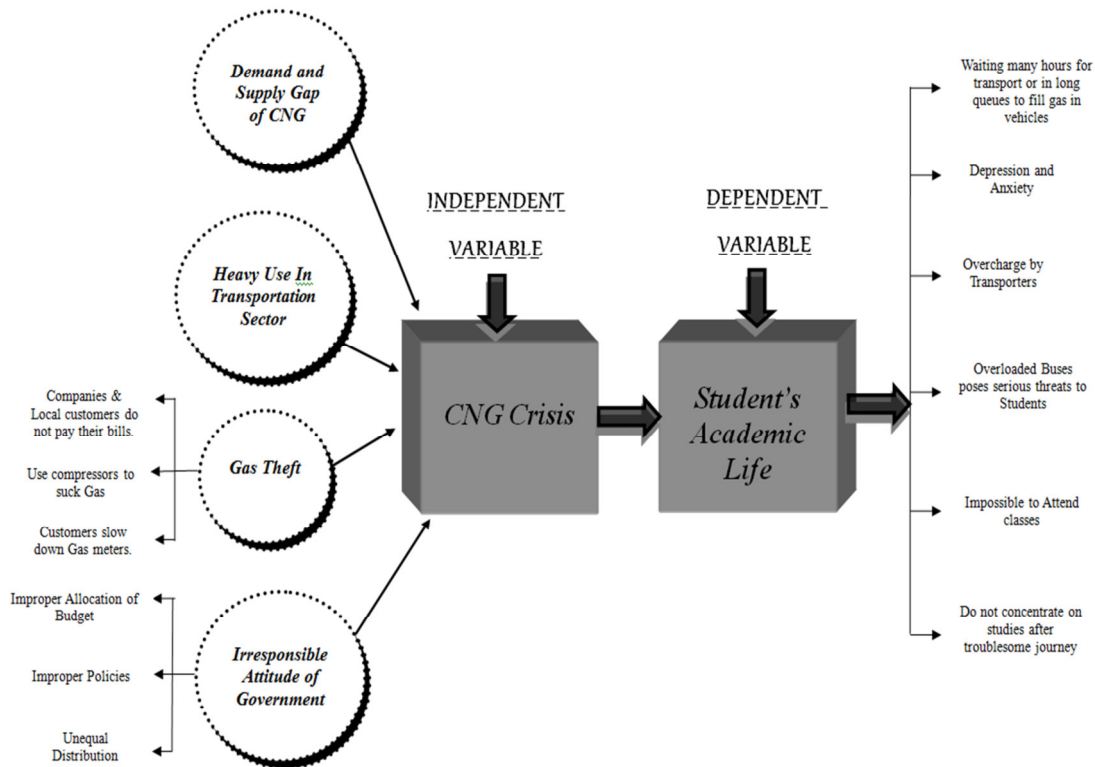 Demand and
Supply Gap
of CNG
Heavy Use In
Transportation
Sector
Companies &
Local customers do
not pay their bills.
Use compressors to
suck Gas
Customers slow
down Gas meters.
Gas Theft
Improper Allocation of
Budget
Improper Policies
Unequal
Distribution
Irresponsible
Attitude of
Government
INDEPENDENT
VARIABLE
CNG Crisis
DEPENDENT
VARIABLE
Student's
Academic
Life
Waiting many hours for
transport or in long
queues to fill gas in
vehicles
Depression and
Anxiety
Overcharge by
Transporters
Overloaded Buses
poses serious threats to
Students
Impossible to Attend
classes
Do not concentrate on
studies after
troublesome journey